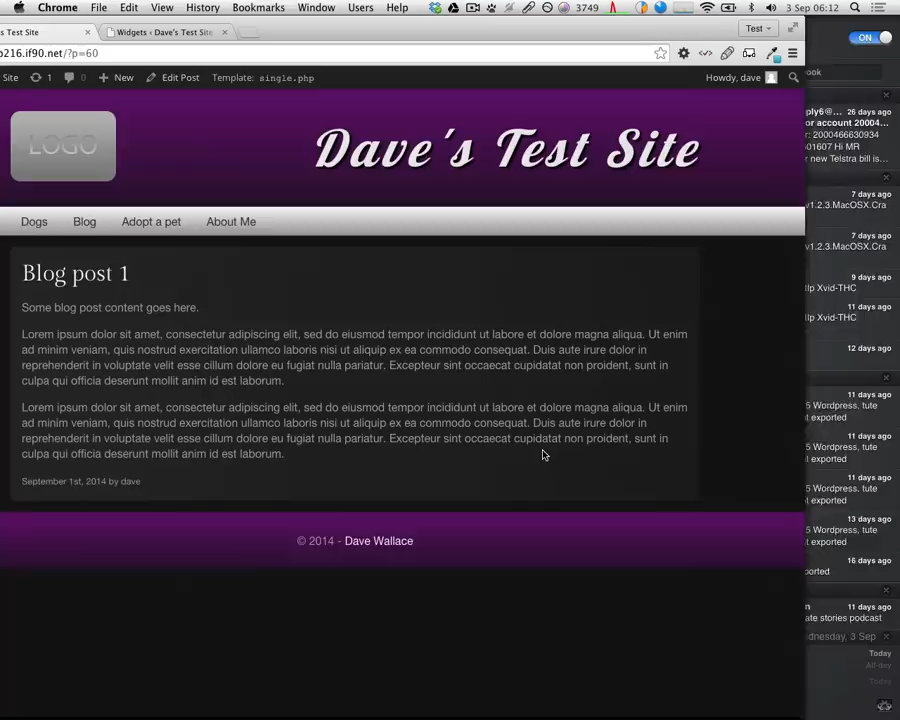 Chrome File Edit View History Bookmarks Window Users Help 3749 3 Sep 06:12
s Test Site
Widgets ‹ Dave's Test Site
Test
ON
p216.if90.net/?p=60
Site 1 0 New Edit Post Template: single.php Howdy, dave
ook
LOGO
Dave's Test Site
Dogs Blog Adopt a pet About Me
Blog post 1
Some blog post content goes here.
Lorem ipsum dolor sit amet, consectetur adipiscing elit, sed do eiusmod tempor incididunt ut labore et dolore magna aliqua. Ut enim
ad minim veniam, quis nostrud exercitation ullamco laboris nisi ut aliquip ex ea commodo consequat. Duis aute irure dolor in
reprehenderit in voluptate velit esse cillum dolore eu fugiat nulla pariatur. Excepteur sint occaecat cupidatat non proident, sunt in
culpa qui officia deserunt mollit anim id est laborum.
Lorem ipsum dolor sit amet, consectetur adipiscing elit, sed do eiusmod tempor incididunt ut labore et dolore magna aliqua. Ut enim
ad minim veniam, quis nostrud exercitation ullamco laboris nisi ut aliquip ex ea commodo consequat. Duis aute irure dolor in
reprehenderit in voluptate velit esse cillum dolore eu fugiat nulla pariatur. Excepteur sint occaecat cupidatat non proident, sunt in
culpa qui officia deserunt mollit anim id est laborum.
September 1st, 2014 by dave
© 2014 - Dave Wallace
ply6@... 26 days ago
or account 20004...
r: 2000466630934
a01607 Hi MR
r new Telstra bill is...
7 days ago
v1.2.3.MacOSX.Cra
7 days ago
v1.2.3.MacOSX.Cra
9 days ago
llp Xvid-THC
11 days ago
llp Xvid-THC
12 days ago
11 days ago
5 Wordpress, tute
t exported
11 days ago
5 Wordpress, tute
t exported
11 days ago
5 Wordpress, tute
t exported
13 days ago
5 Wordpress, tute
t exported
16 days ago
ported
n 11 days ago
ate stories podcast
dnesday, 3 Sep
Today
All-day
Today